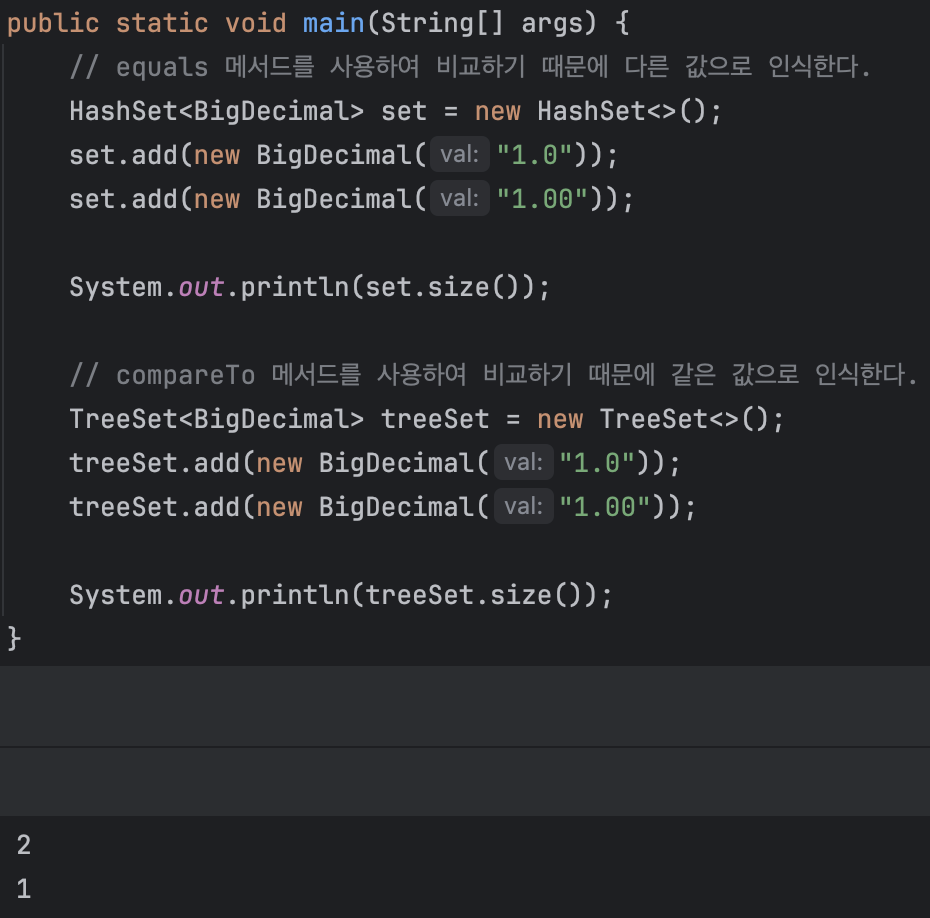 public static void main(String[] args) {
// equals 메서드를 사용하여 비교하기 때문에 다른 값으로 인식한다.
HashSet<BigDecimal> set = new HashSet<>();
set.add(new BigDecimal( val: "1.0"));
set.add(new BigDecimal( val: "1.00"));
System.out.println(set.size());
// compareTo 메서드를 사용하여 비교하기 때문에 같은 값으로 인식한다.
TreeSet<BigDecimal> treeSet = new TreeSet<>();
treeSet.add(new BigDecimal( val: "1.0"));
treeSet.add(new BigDecimal( val: "1.00"));
System.out.println(treeSet.size());
}
2
1